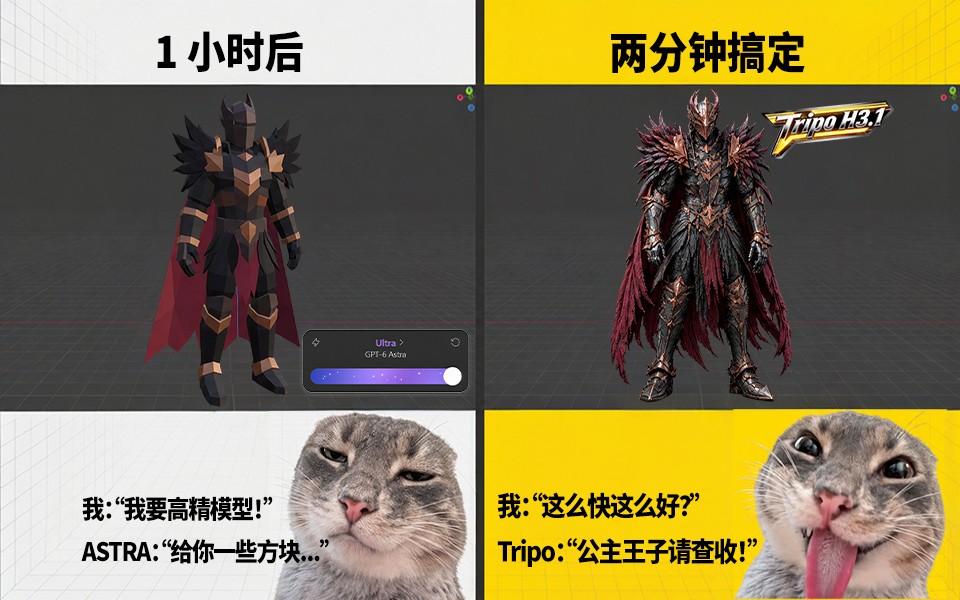 1 小时后
两分钟搞定
Tripo H3.1
Ultra >
GPT-6 Astra
我：“我要高精模型！”
ASTRA：“给你一些方块...”
我：“这么快这么好？”
Tripo：“公主王子请查收！”